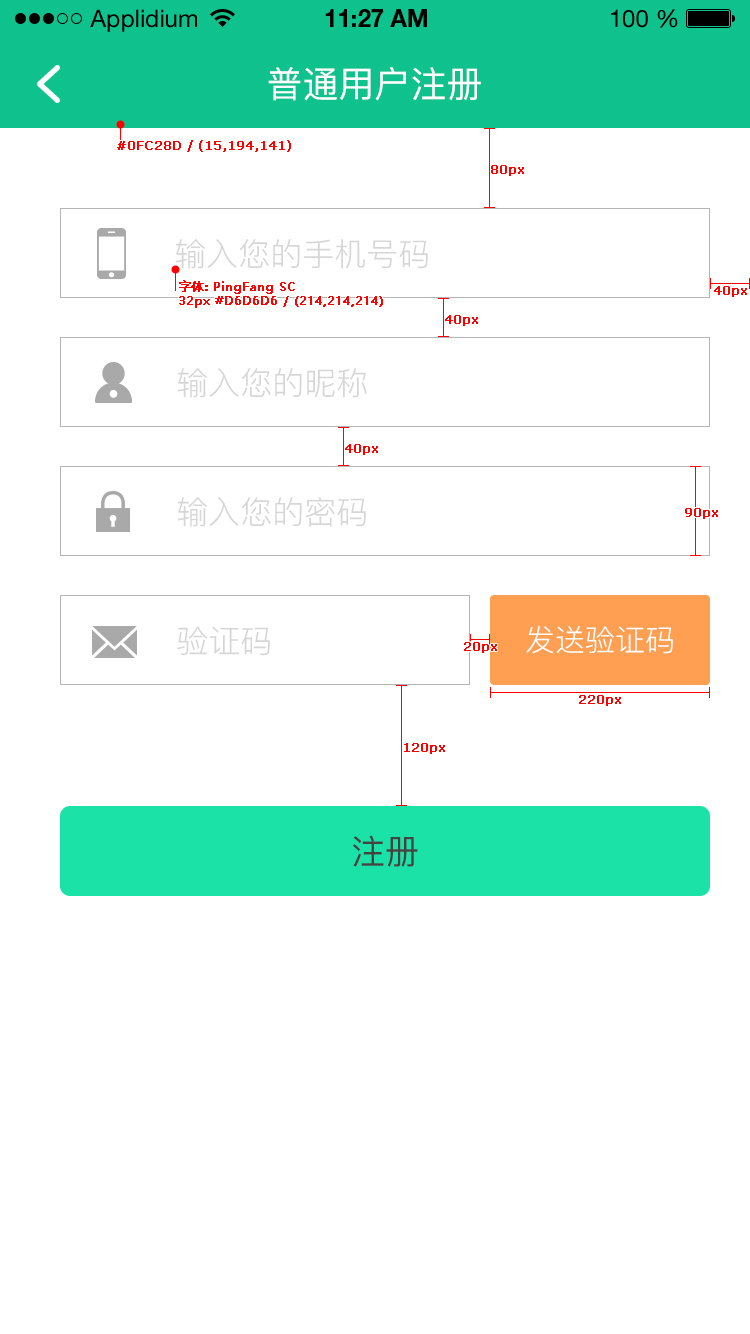 Applidium 11:27 AM 100 %
普通用户注册
#0FC28D / (15,194,141)
80px
输入您的手机号码
字体: PingFang SC
32px #D6D6D6 / (214,214,214)
40px
40px
输入您的昵称
40px
输入您的密码
90px
验证码
20px
发送验证码
220px
120px
注册